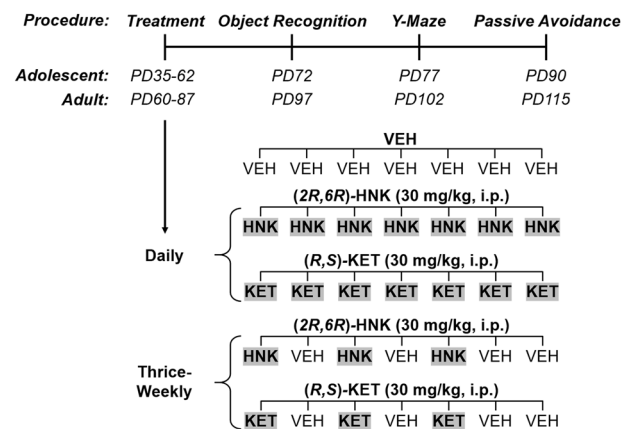 Procedure: Treatment Object Recognition Y-Maze Passive Avoidance
Adolescent: PD35-62 PD72 PD77 PD90
Adult: PD60-87 PD97 PD102 PD115
VEH
VEH VEH VEH VEH VEH VEH VEH
(2R,6R)-HNK (30 mg/kg, i.p.)
HNK HNK HNK HNK HNK HNK HNK
Daily
(R,S)-KET (30 mg/kg, i.p.)
KET KET KET KET KET KET KET
(2R,6R)-HNK (30 mg/kg, i.p.)
HNK VEH HNK VEH HNK VEH VEH
Thrice-
Weekly
(R,S)-KET (30 mg/kg, i.p.)
KET VEH KET VEH KET VEH VEH